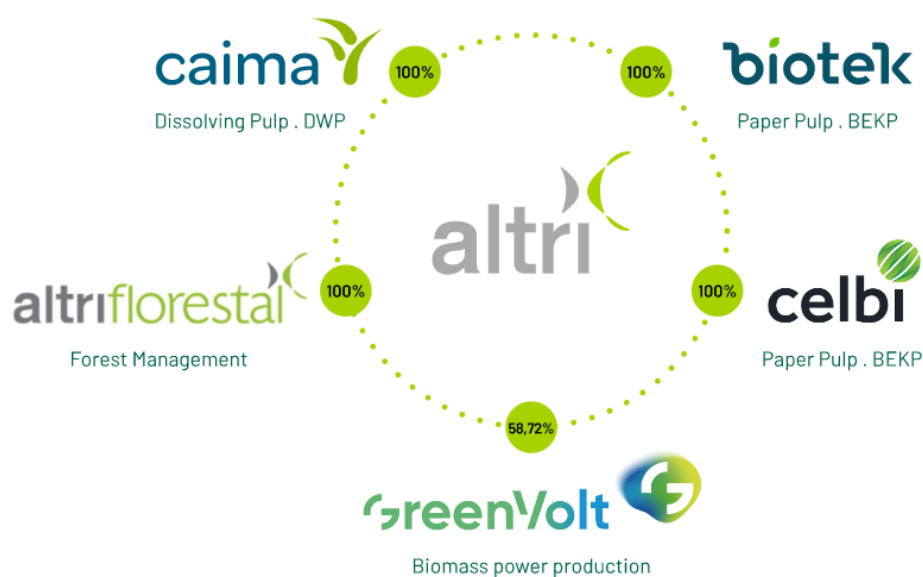 caima
Dissolving Pulp . DWP
100%
100%
biotek
Paper Pulp . BEKP
altri
altriflorestal
Forest Management
100%
100%
celbi
Paper Pulp . BEKP
58,72%
GreenVolt
G
Biomass power production